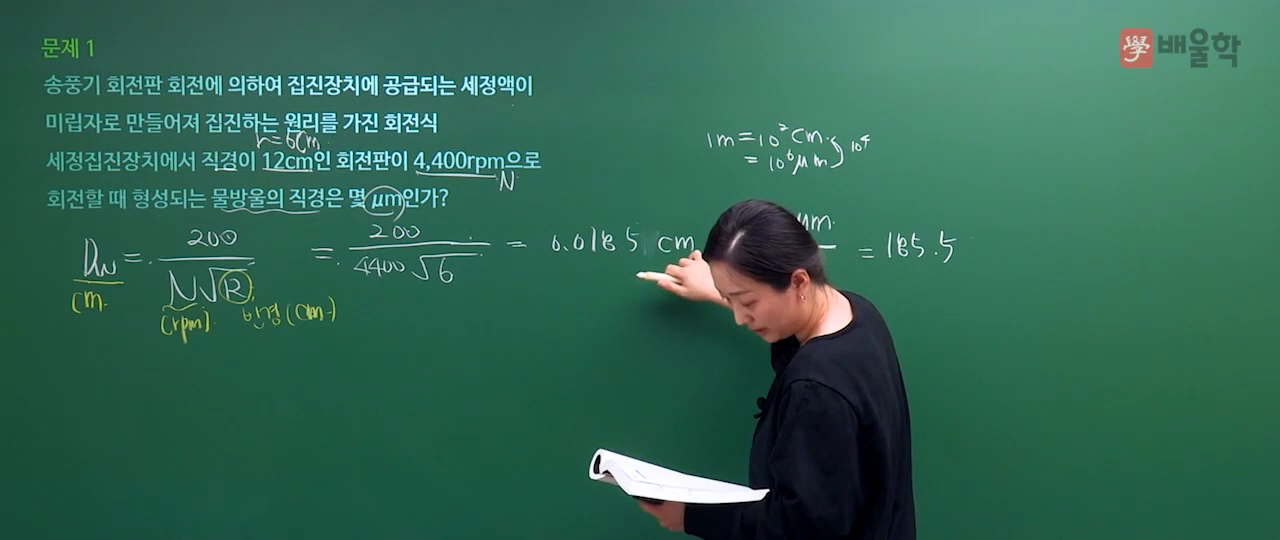 문제 1
學 배울학
송풍기 회전판 회전에 의하여 집진장치에 공급되는 세정액이
미립자로 만들어져 집진하는 원리를 가진 회전식
r=6cm
세정집진장치에서 직경이 12cm인 회전판이 4,400rpm으로
N
회전할 때 형성되는 물방울의 직경은 몇 μm인가?
1m = 10² cm
= 10⁶ μm
10⁴
200 200 μm
= = = 0.0185 cm = 185.5
N√R 4400√6
cm
(rpm) 반경(cm)